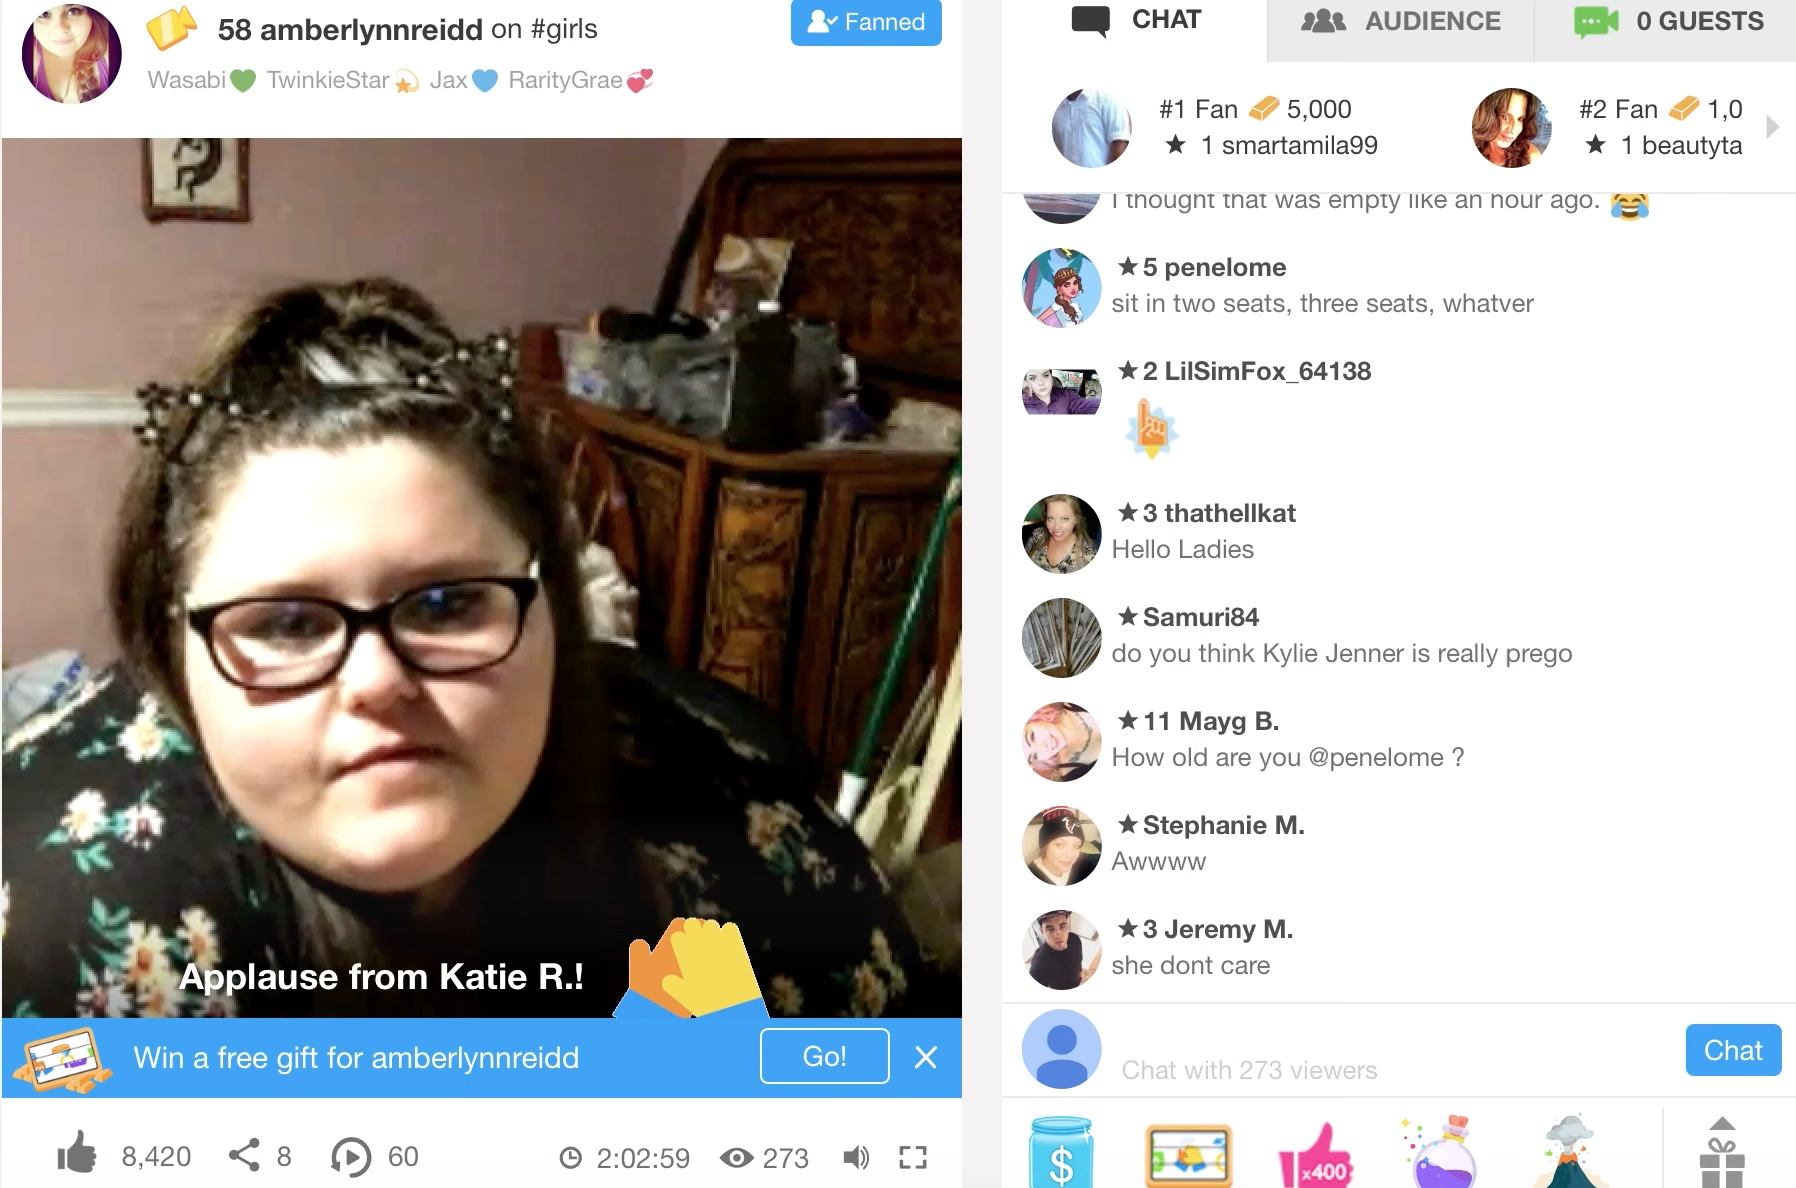 58 amberlynnreidd on #girls
Fanned
Wasabi💚 TwinkieStar💫 Jax💙 RarityGrae💞
Applause from Katie R.!
Win a free gift for amberlynnreidd
Go!
8,420
8
60
2:02:59
273
CHAT
AUDIENCE
0 GUESTS
#1 Fan 5,000
★ 1 smartamila99
#2 Fan 1,0
★ 1 beautyta
I thought that was empty like an hour ago. 😂
★5 penelome
sit in two seats, three seats, whatver
★2 LilSimFox_64138
★3 thathellkat
Hello Ladies
★Samuri84
do you think Kylie Jenner is really prego
★11 Mayg B.
How old are you @penelome ?
★Stephanie M.
Awwww
★3 Jeremy M.
she dont care
Chat with 273 viewers
Chat
$
x400